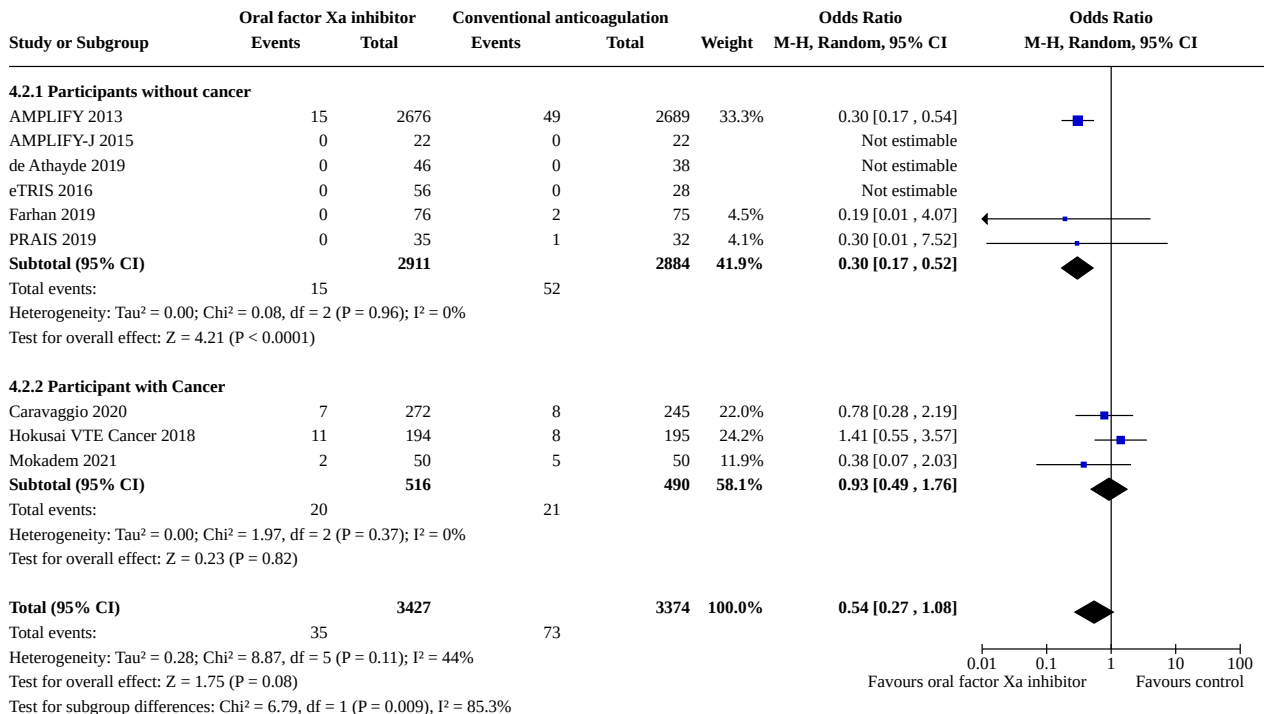 Oral factor Xa inhibitor Conventional anticoagulation Odds Ratio Odds Ratio
Study or Subgroup Events Total Events Total Weight M-H, Random, 95% CI M-H, Random, 95% CI
4.2.1 Participants without cancer
AMPLIFY 2013 15 2676 49 2689 33.3% 0.30 [0.17 , 0.54]
AMPLIFY-J 2015 0 22 0 22 Not estimable
de Athayde 2019 0 46 0 38 Not estimable
eTRIS 2016 0 56 0 28 Not estimable
Farhan 2019 0 76 2 75 4.5% 0.19 [0.01 , 4.07]
PRAIS 2019 0 35 1 32 4.1% 0.30 [0.01 , 7.52]
Subtotal (95% CI) 2911 2884 41.9% 0.30 [0.17 , 0.52]
Total events: 15 52
Heterogeneity: Tau² = 0.00; Chi² = 0.08, df = 2 (P = 0.96); I² = 0%
Test for overall effect: Z = 4.21 (P < 0.0001)
4.2.2 Participant with Cancer
Caravaggio 2020 7 272 8 245 22.0% 0.78 [0.28 , 2.19]
Hokusai VTE Cancer 2018 11 194 8 195 24.2% 1.41 [0.55 , 3.57]
Mokadem 2021 2 50 5 50 11.9% 0.38 [0.07 , 2.03]
Subtotal (95% CI) 516 490 58.1% 0.93 [0.49 , 1.76]
Total events: 20 21
Heterogeneity: Tau² = 0.00; Chi² = 1.97, df = 2 (P = 0.37); I² = 0%
Test for overall effect: Z = 0.23 (P = 0.82)
Total (95% CI) 3427 3374 100.0% 0.54 [0.27 , 1.08]
Total events: 35 73
Heterogeneity: Tau² = 0.28; Chi² = 8.87, df = 5 (P = 0.11); I² = 44%
Test for overall effect: Z = 1.75 (P = 0.08)
Test for subgroup differences: Chi² = 6.79, df = 1 (P = 0.009), I² = 85.3%
0.01 0.1 1 10 100
Favours oral factor Xa inhibitor Favours control